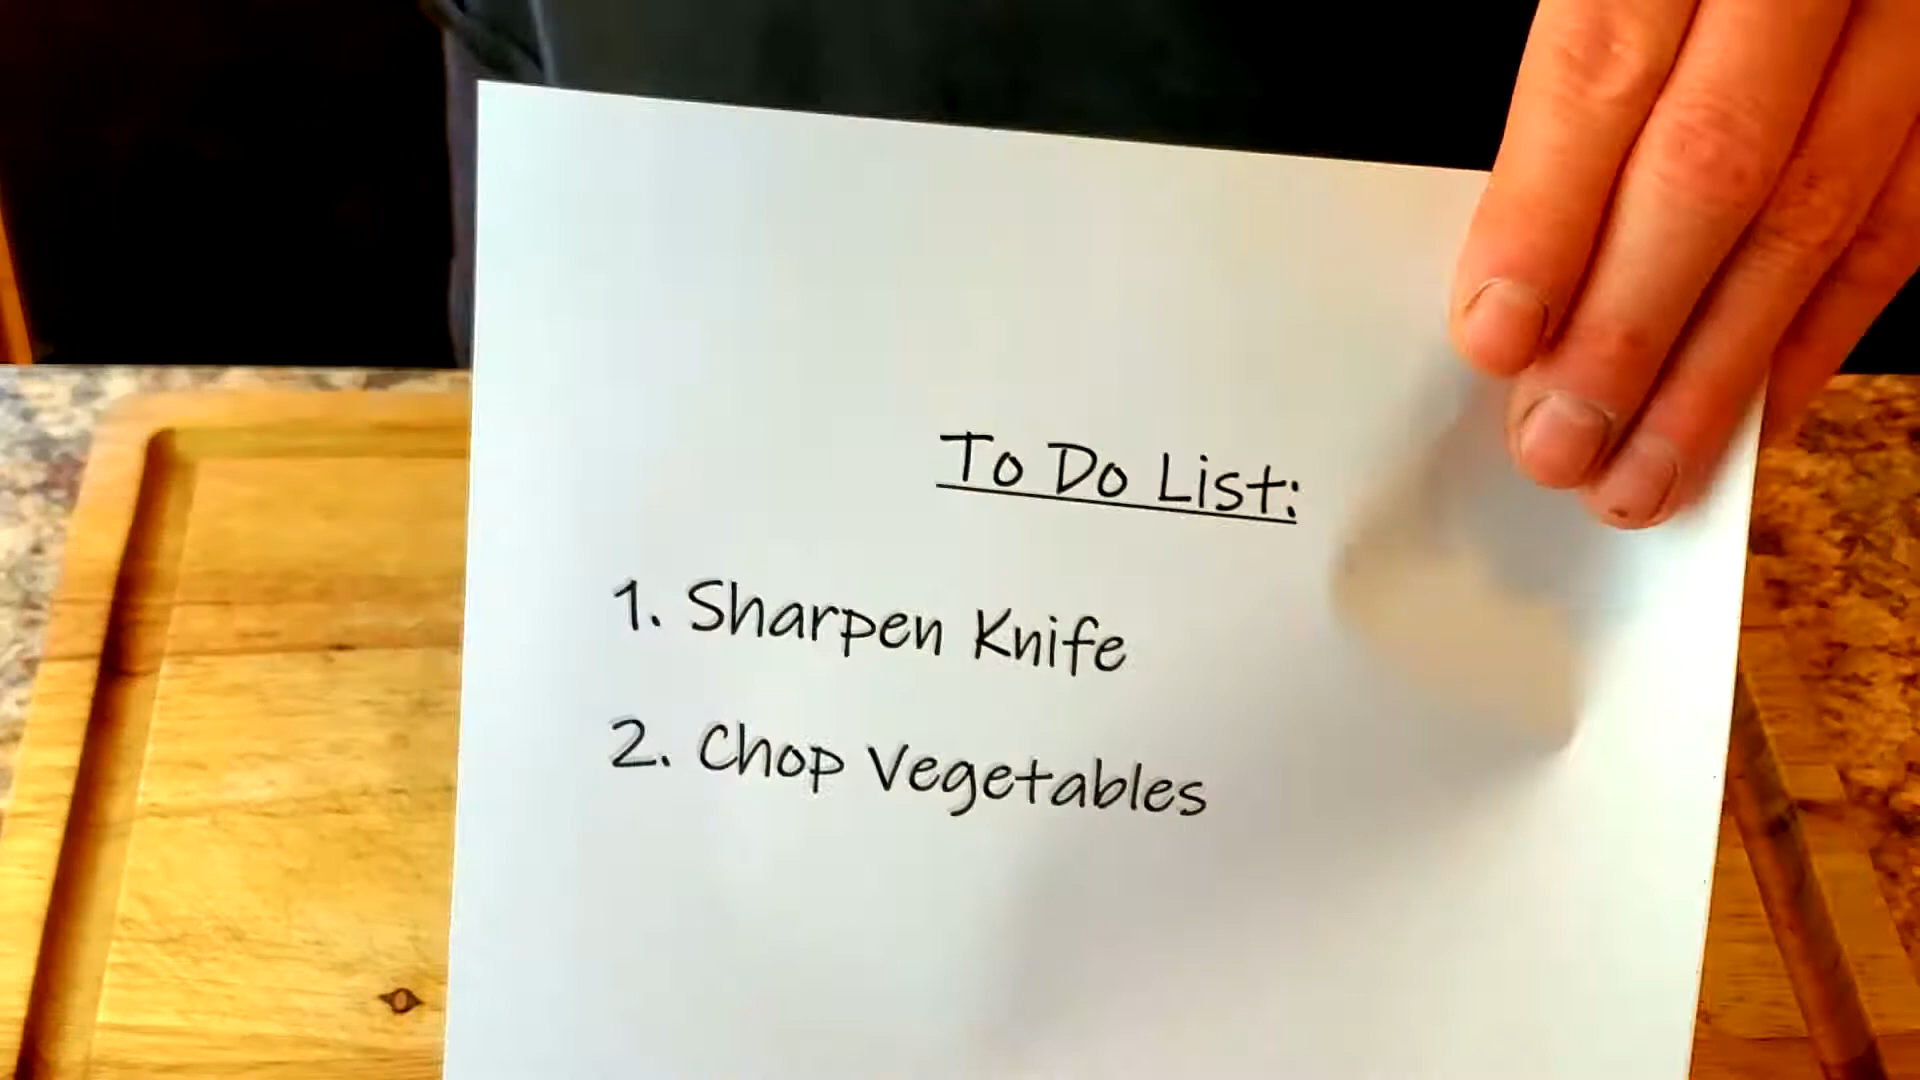 To Do List:
1. Sharpen Knife
2. Chop Vegetables